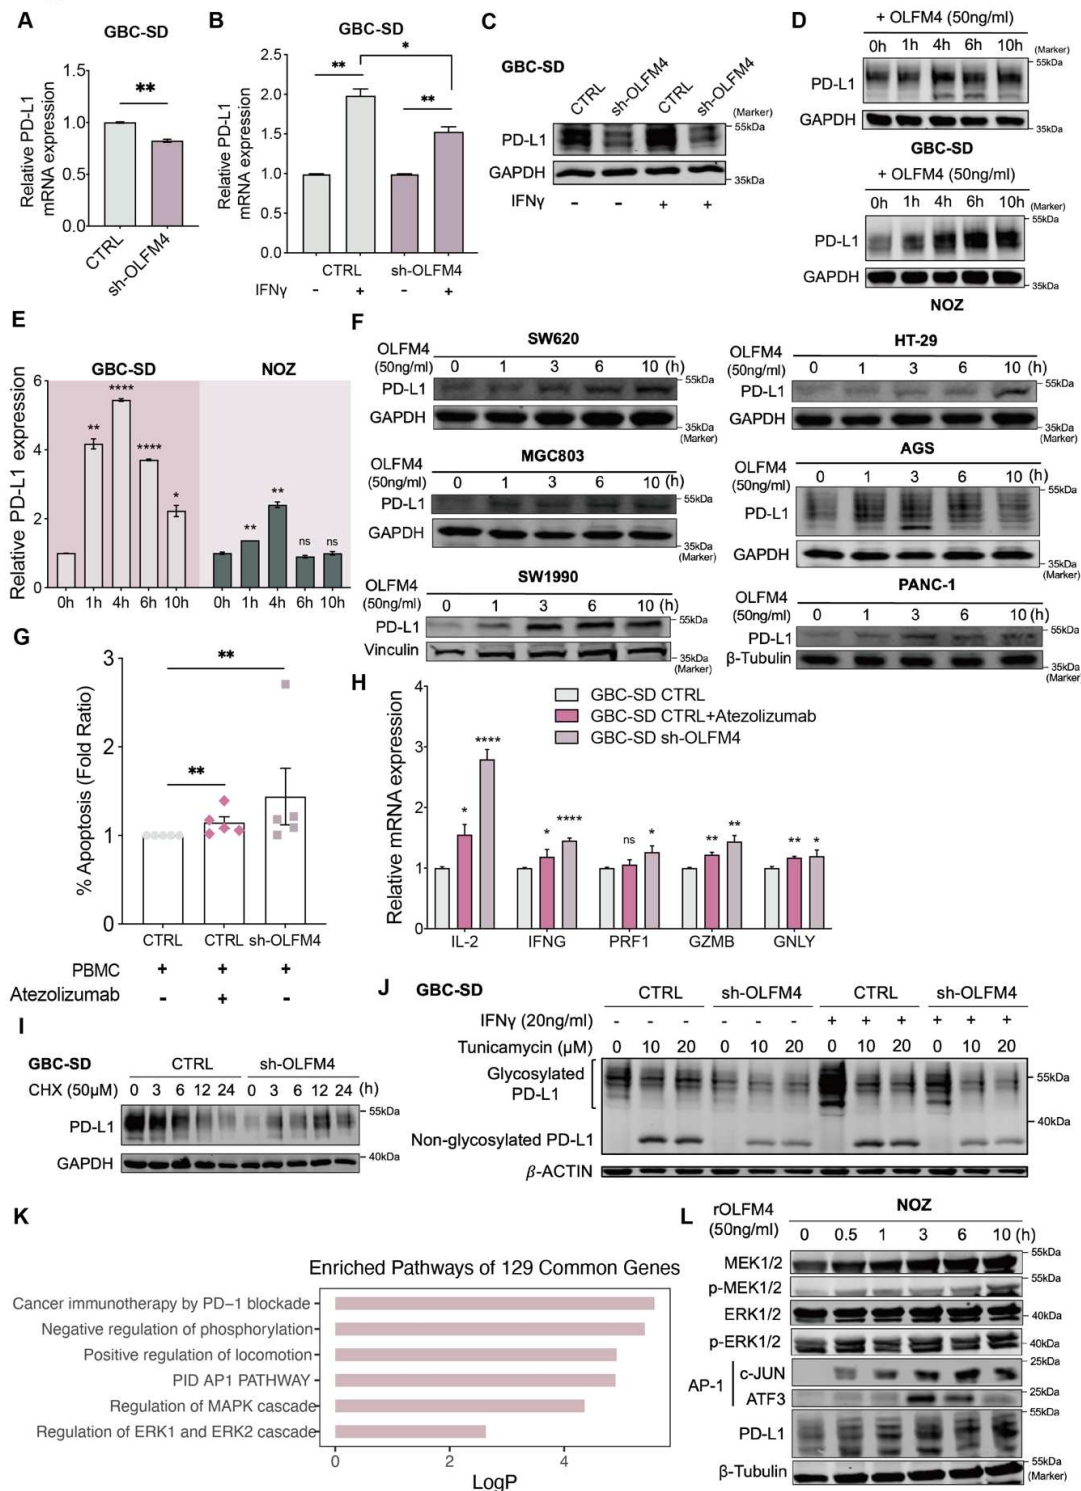 A
GBC-SD
**
Relative PD-L1
mRNA expression
1.5
1.0
0.5
0.0
CTRL
sh-OLFM4
B
GBC-SD
*
**
**
Relative PD-L1
mRNA expression
2.5
2.0
1.5
1.0
0.5
0.0
CTRL sh-OLFM4
IFNγ - + - +
C
GBC-SD
CTRL sh-OLFM4 CTRL sh-OLFM4
(Marker)
PD-L1
55kDa
GAPDH
35kDa
IFNγ - - + +
D
+ OLFM4 (50ng/ml)
0h 1h 4h 6h 10h (Marker)
55kDa
PD-L1
GAPDH
35kDa
GBC-SD
+ OLFM4 (50ng/ml)
0h 1h 4h 6h 10h (Marker)
55kDa
PD-L1
GAPDH
35kDa
NOZ
E
GBC-SD NOZ
Relative PD-L1 expression
6
4
2
0
** **** **** *
** ** ns ns
0h 1h 4h 6h 10h 0h 1h 4h 6h 10h
F
SW620
OLFM4
(50ng/ml) 0 1 3 6 10 (h)
PD-L1
55kDa
GAPDH
35kDa
(Marker)
HT-29
OLFM4
(50ng/ml) 0 1 3 6 10 (h)
PD-L1
55kDa
GAPDH
35kDa
(Marker)
MGC803
OLFM4
(50ng/ml) 0 1 3 6 10 (h)
PD-L1
55kDa
GAPDH
35kDa
(Marker)
AGS
OLFM4
(50ng/ml) 0 1 3 6 10 (h)
55kDa
PD-L1
GAPDH
35kDa
(Marker)
SW1990
OLFM4
(50ng/ml) 0 1 3 6 10 (h)
PD-L1
55kDa
Vinculin
35kDa
(Marker)
PANC-1
OLFM4
(50ng/ml) 0 1 3 6 10 (h)
PD-L1
55kDa
β-Tubulin
35kDa
(Marker)
G
% Apoptosis (Fold Ratio)
3
2
1
0
**
**
CTRL CTRL sh-OLFM4
PBMC + + +
Atezolizumab - + -
H
GBC-SD CTRL
GBC-SD CTRL+Atezolizumab
GBC-SD sh-OLFM4
Relative mRNA expression
4
3
2
1
0
* **** * **** ns * ** ** ** *
IL-2 IFNG PRF1 GZMB GNLY
I
GBC-SD CTRL sh-OLFM4
CHX (50μM) 0 3 6 12 24 0 3 6 12 24 (h)
PD-L1
55kDa
GAPDH
40kDa
J
GBC-SD CTRL sh-OLFM4 CTRL sh-OLFM4
IFNγ (20ng/ml) - - - - - - + + + + + +
Tunicamycin (μM) 0 10 20 0 10 20 0 10 20 0 10 20
Glycosylated
PD-L1
55kDa
40kDa
Non-glycosylated PD-L1
β-ACTIN
K
Enriched Pathways of 129 Common Genes
Cancer immunotherapy by PD-1 blockade
Negative regulation of phosphorylation
Positive regulation of locomotion
PID AP1 PATHWAY
Regulation of MAPK cascade
Regulation of ERK1 and ERK2 cascade
0 2 4
LogP
L
NOZ
rOLFM4
(50ng/ml) 0 0.5 1 3 6 10 (h)
55kDa
MEK1/2
p-MEK1/2
55kDa
ERK1/2
40kDa
p-ERK1/2
40kDa
AP-1
c-JUN
25kDa
ATF3
25kDa
55kDa
PD-L1
β-Tubulin
55kDa
(Marker)